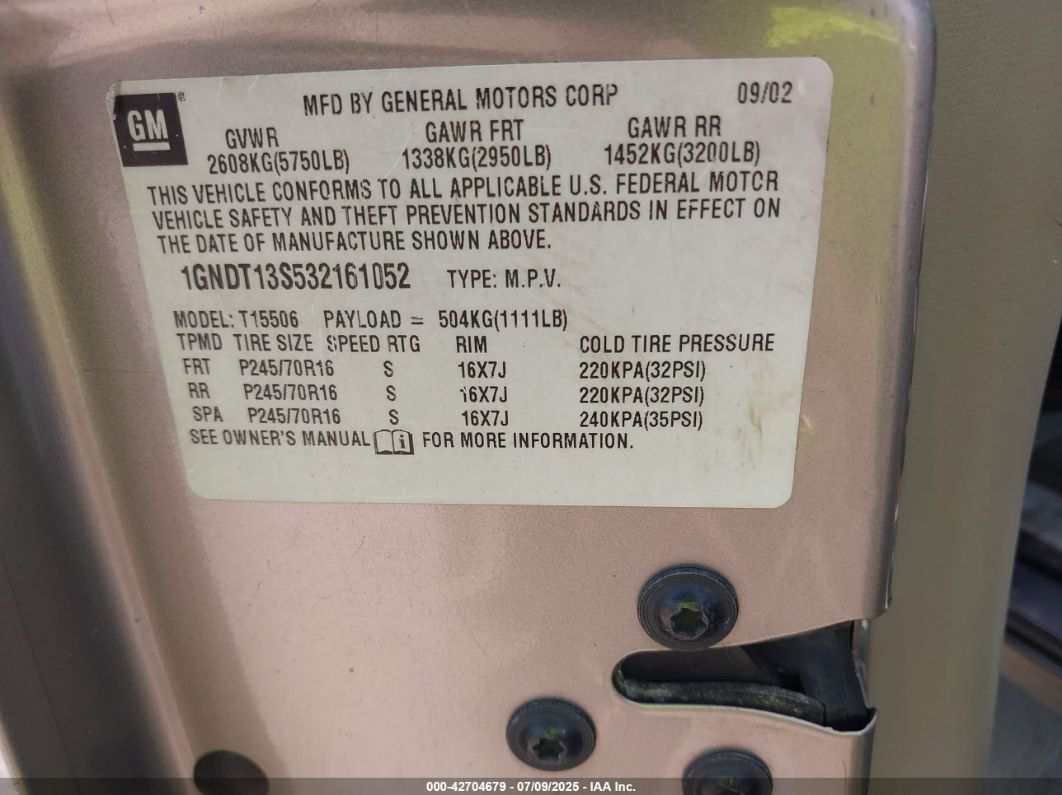 GM ® MFD BY GENERAL MOTORS CORP 09/02
GVWR GAWR FRT GAWR RR
2608KG(5750LB) 1338KG(2950LB) 1452KG(3200LB)
THIS VEHICLE CONFORMS TO ALL APPLICABLE U.S. FEDERAL MOTOR
VEHICLE SAFETY AND THEFT PREVENTION STANDARDS IN EFFECT ON
THE DATE OF MANUFACTURE SHOWN ABOVE.
1GNDT13S532161052 TYPE: M.P.V.
MODEL: T15506 PAYLOAD = 504KG(1111LB)
TPMD TIRE SIZE SPEED RTG RIM COLD TIRE PRESSURE
FRT P245/70R16 S 16X7J 220KPA(32PSI)
RR P245/70R16 S 16X7J 220KPA(32PSI)
SPA P245/70R16 S 16X7J 240KPA(35PSI)
SEE OWNER'S MANUAL i FOR MORE INFORMATION.
000-42704679 - 07/09/2025 - IAA Inc.